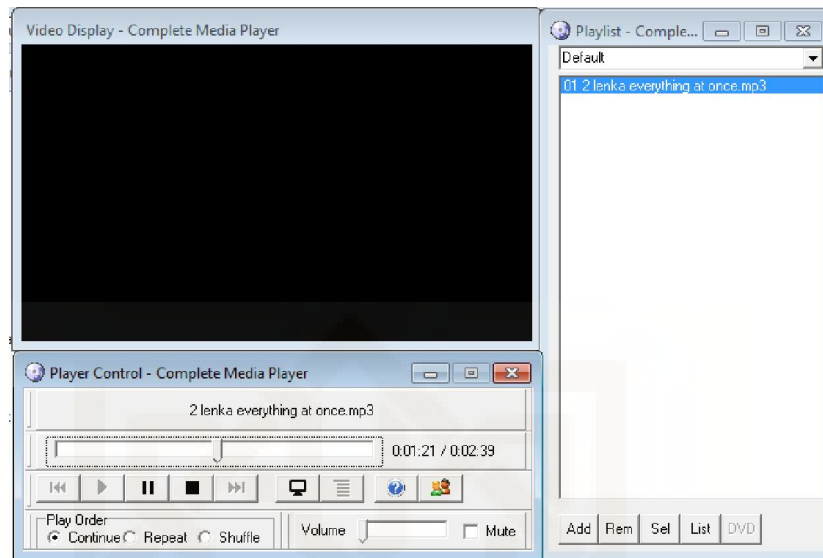 Video Display - Complete Media Player
Playlist - Comple...
Default
01 2 lenka everything at once.mp3
Player Control - Complete Media Player
2 lenka everything at once.mp3
0:01:21 / 0:02:39
Play Order
Continue Repeat Shuffle
Volume
Mute
Add Rem Sel List DVD